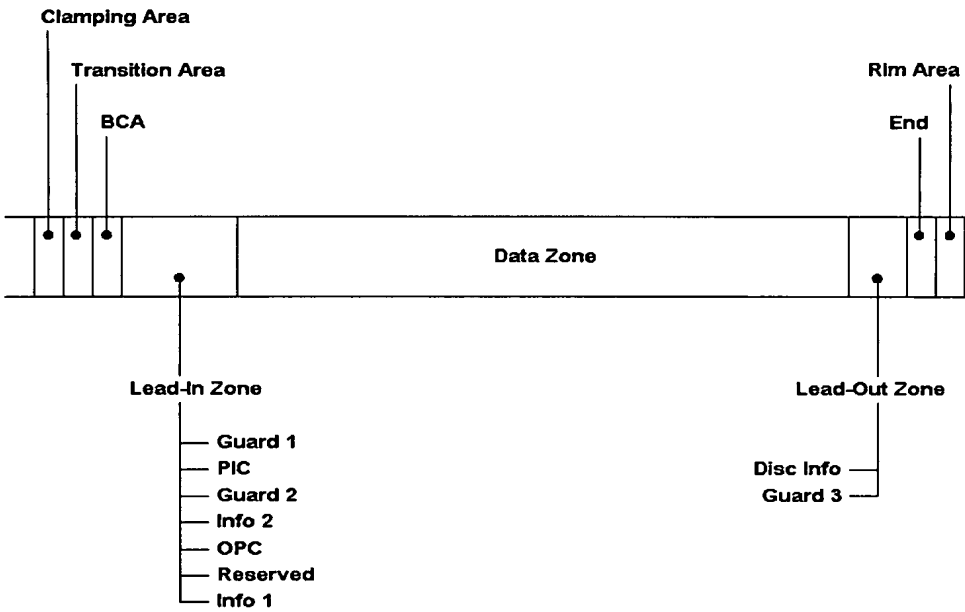 Clamping Area
Transition Area
BCA
Rim Area
End
Data Zone
Lead-In Zone
Guard 1
PIC
Guard 2
Info 2
OPC
Reserved
Info 1
Lead-Out Zone
Disc Info
Guard 3